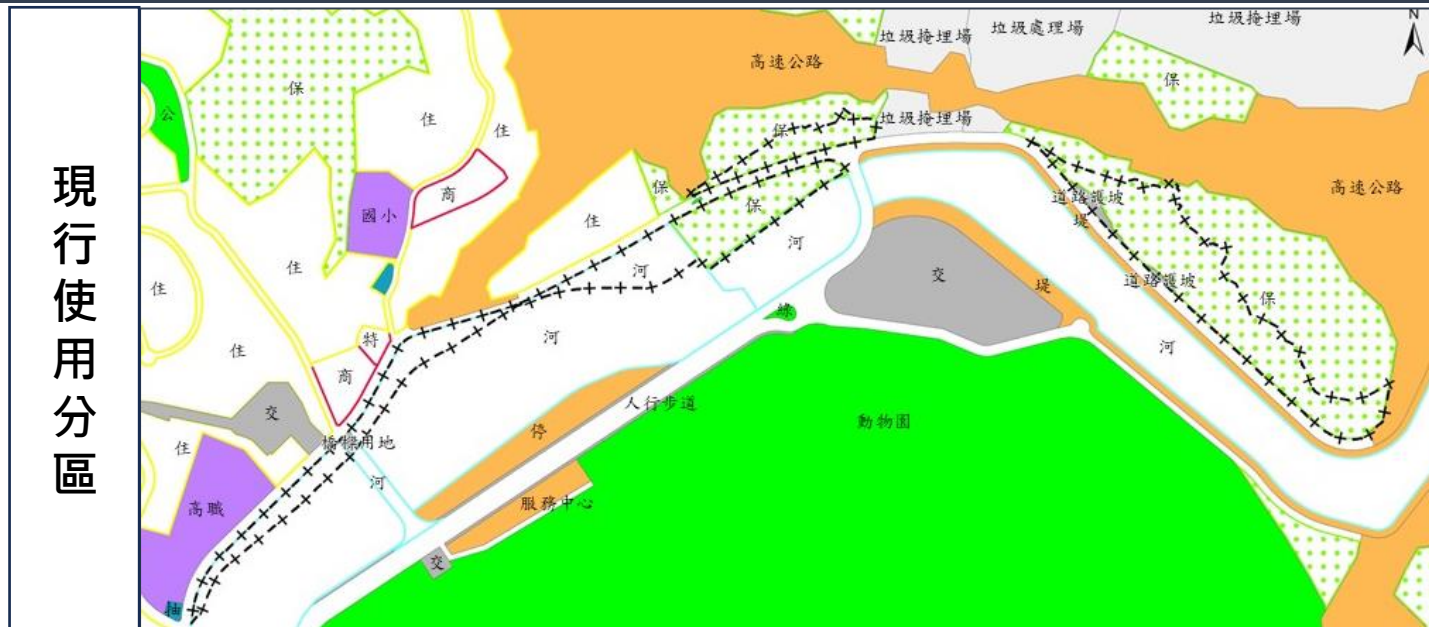 現行使用分區
N
垃圾掩埋場
垃圾處理場
垃圾掩埋場
高速公路
保
保
公
住
住
垃圾掩埋場
保
高速公路
保
商
道路護坡
國小
住
保
堤
河
住
住
河
交
道路護坡
堤
保
綠
特
河
住
河
商
人行步道
交
停
動物園
橋樑用地
住
河
服務中心
高職
交
抽